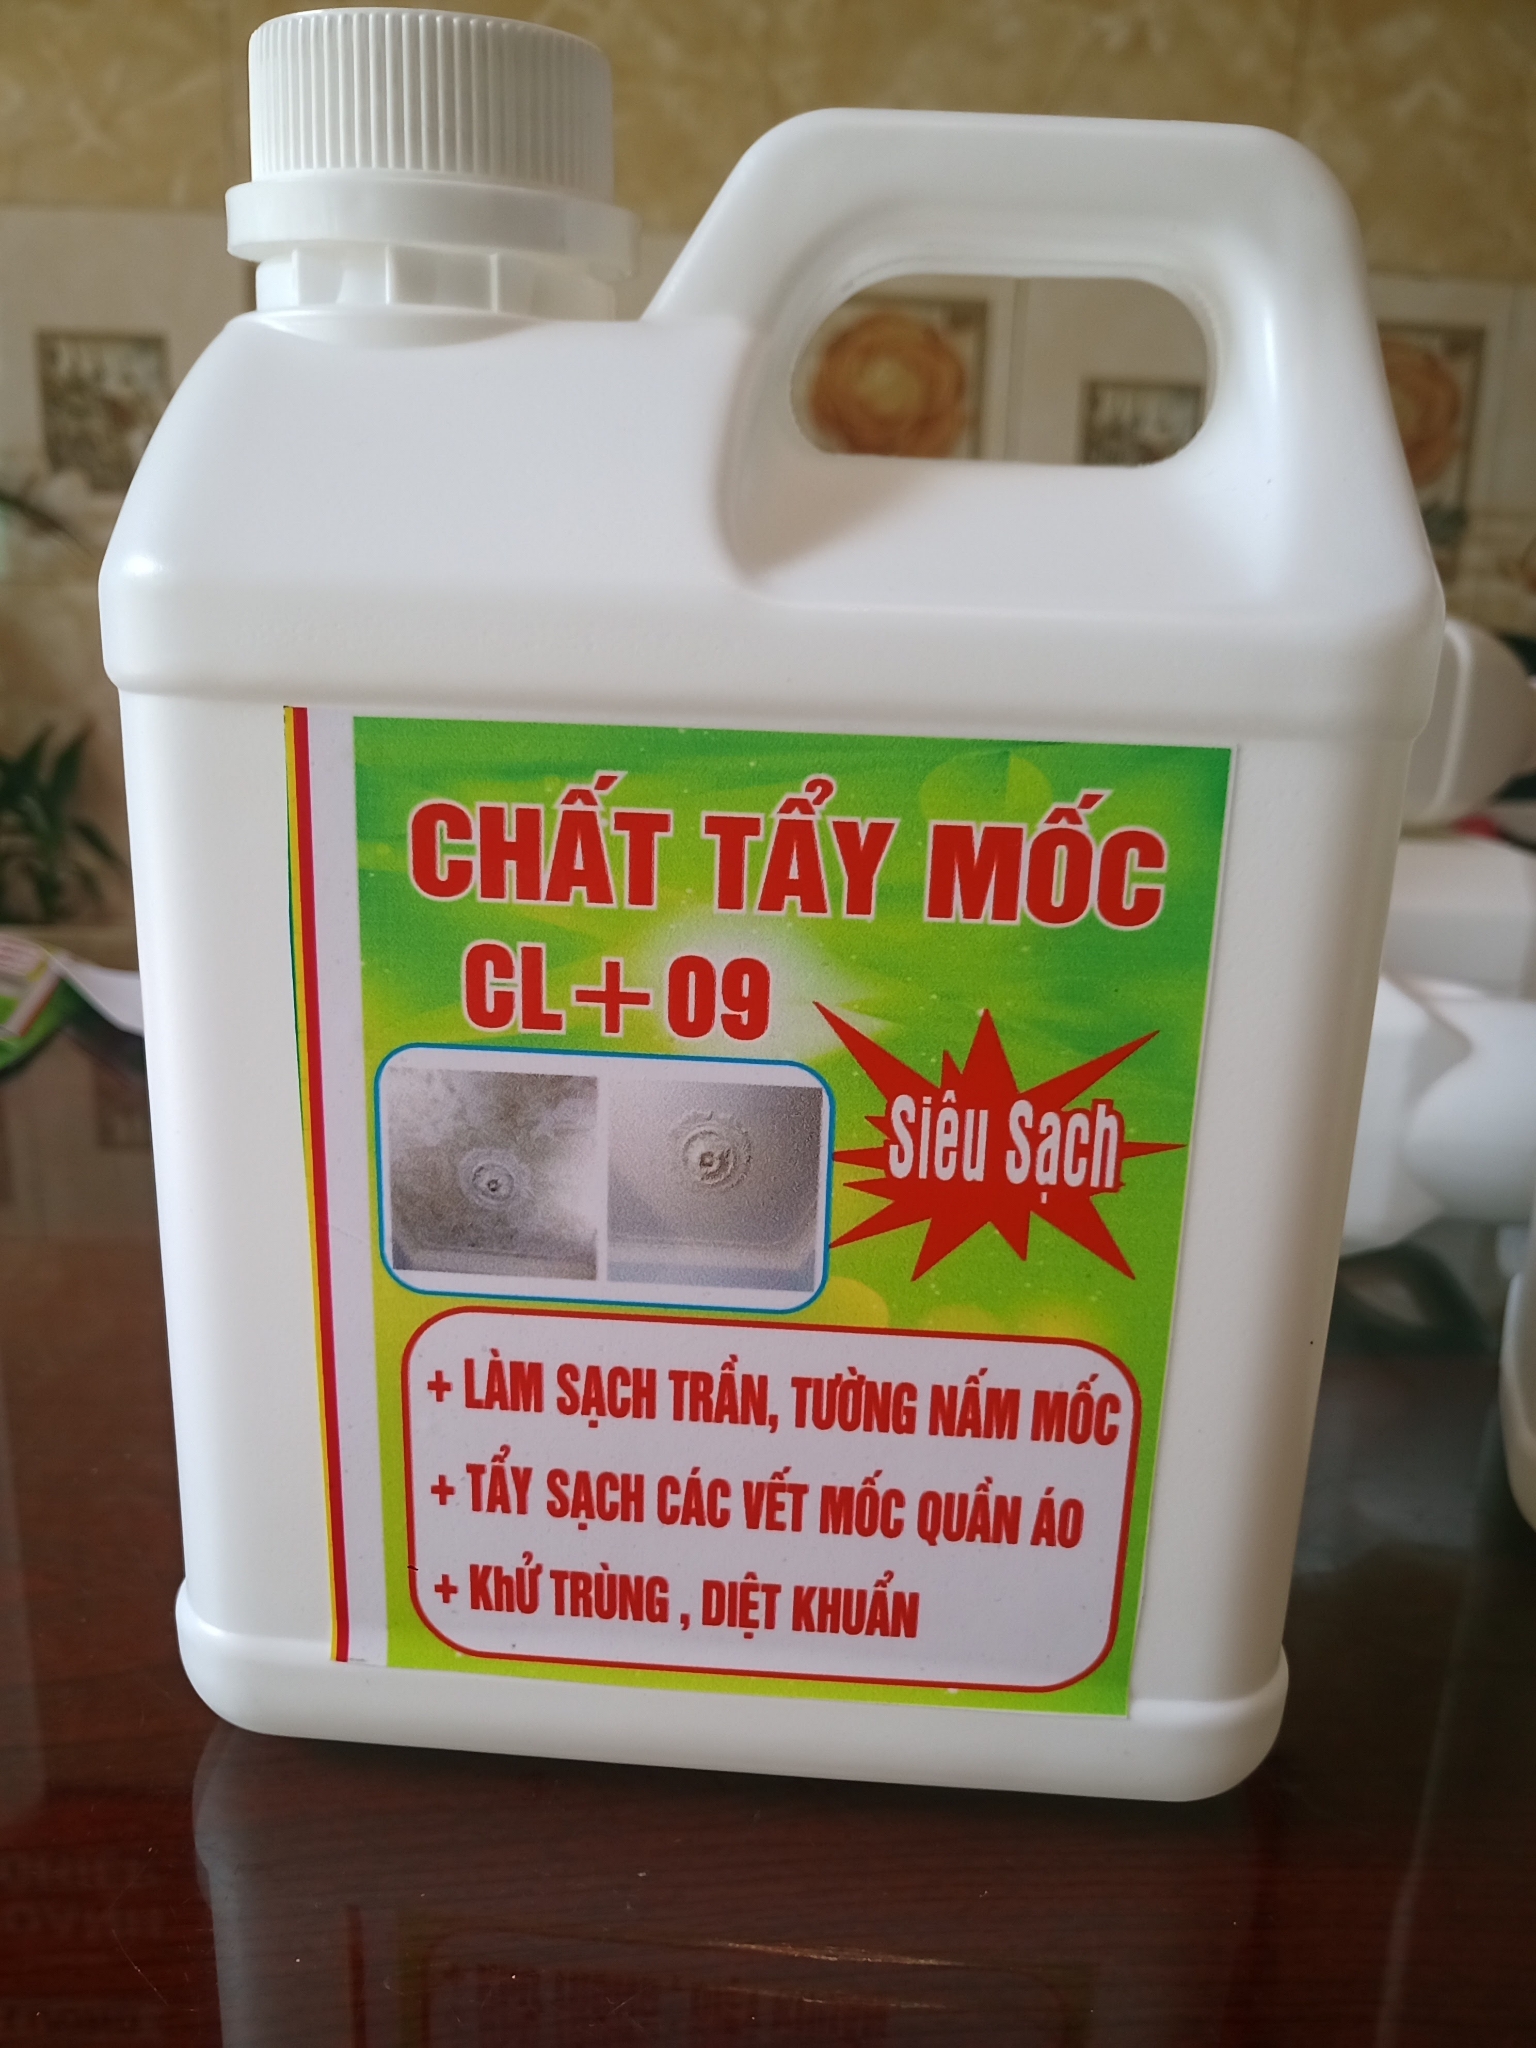 CHẤT TẨY MỐC
CL+09
Siêu Sạch
+ LÀM SẠCH TRẦN, TƯỜNG NẤM MỐC
+ TẨY SẠCH CÁC VẾT MỐC QUẦN ÁO
+ KhỬ TRÙNG , DIỆT KHUẨN